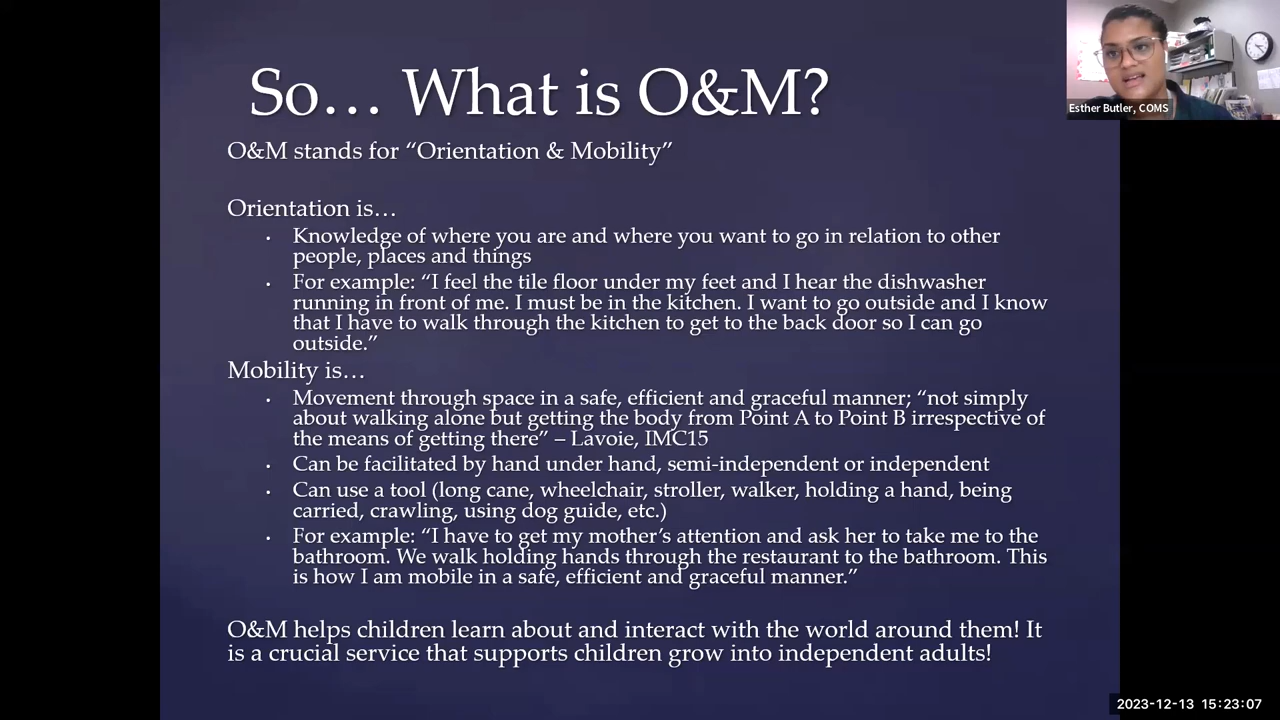 So… What is O&M?
Esther Butler, COMS
O&M stands for “Orientation & Mobility”
Orientation is…
• Knowledge of where you are and where you want to go in relation to other
people, places and things
• For example: “I feel the tile floor under my feet and I hear the dishwasher
running in front of me. I must be in the kitchen. I want to go outside and I know
that I have to walk through the kitchen to get to the back door so I can go
outside.”
Mobility is…
• Movement through space in a safe, efficient and graceful manner; “not simply
about walking alone but getting the body from Point A to Point B irrespective of
the means of getting there” – Lavoie, IMC15
• Can be facilitated by hand under hand, semi-independent or independent
• Can use a tool (long cane, wheelchair, stroller, walker, holding a hand, being
carried, crawling, using dog guide, etc.)
• For example: “I have to get my mother’s attention and ask her to take me to the
bathroom. We walk holding hands through the restaurant to the bathroom. This
is how I am mobile in a safe, efficient and graceful manner.”
O&M helps children learn about and interact with the world around them! It
is a crucial service that supports children grow into independent adults!
2023-12-13 15:23:07